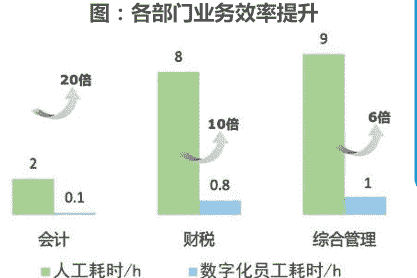 图：各部门业务效率提升
20倍
2
0.1
8
10倍
0.8
9
6倍
1
会计 财税 综合管理
人工耗时/h 数字化员工耗时/h